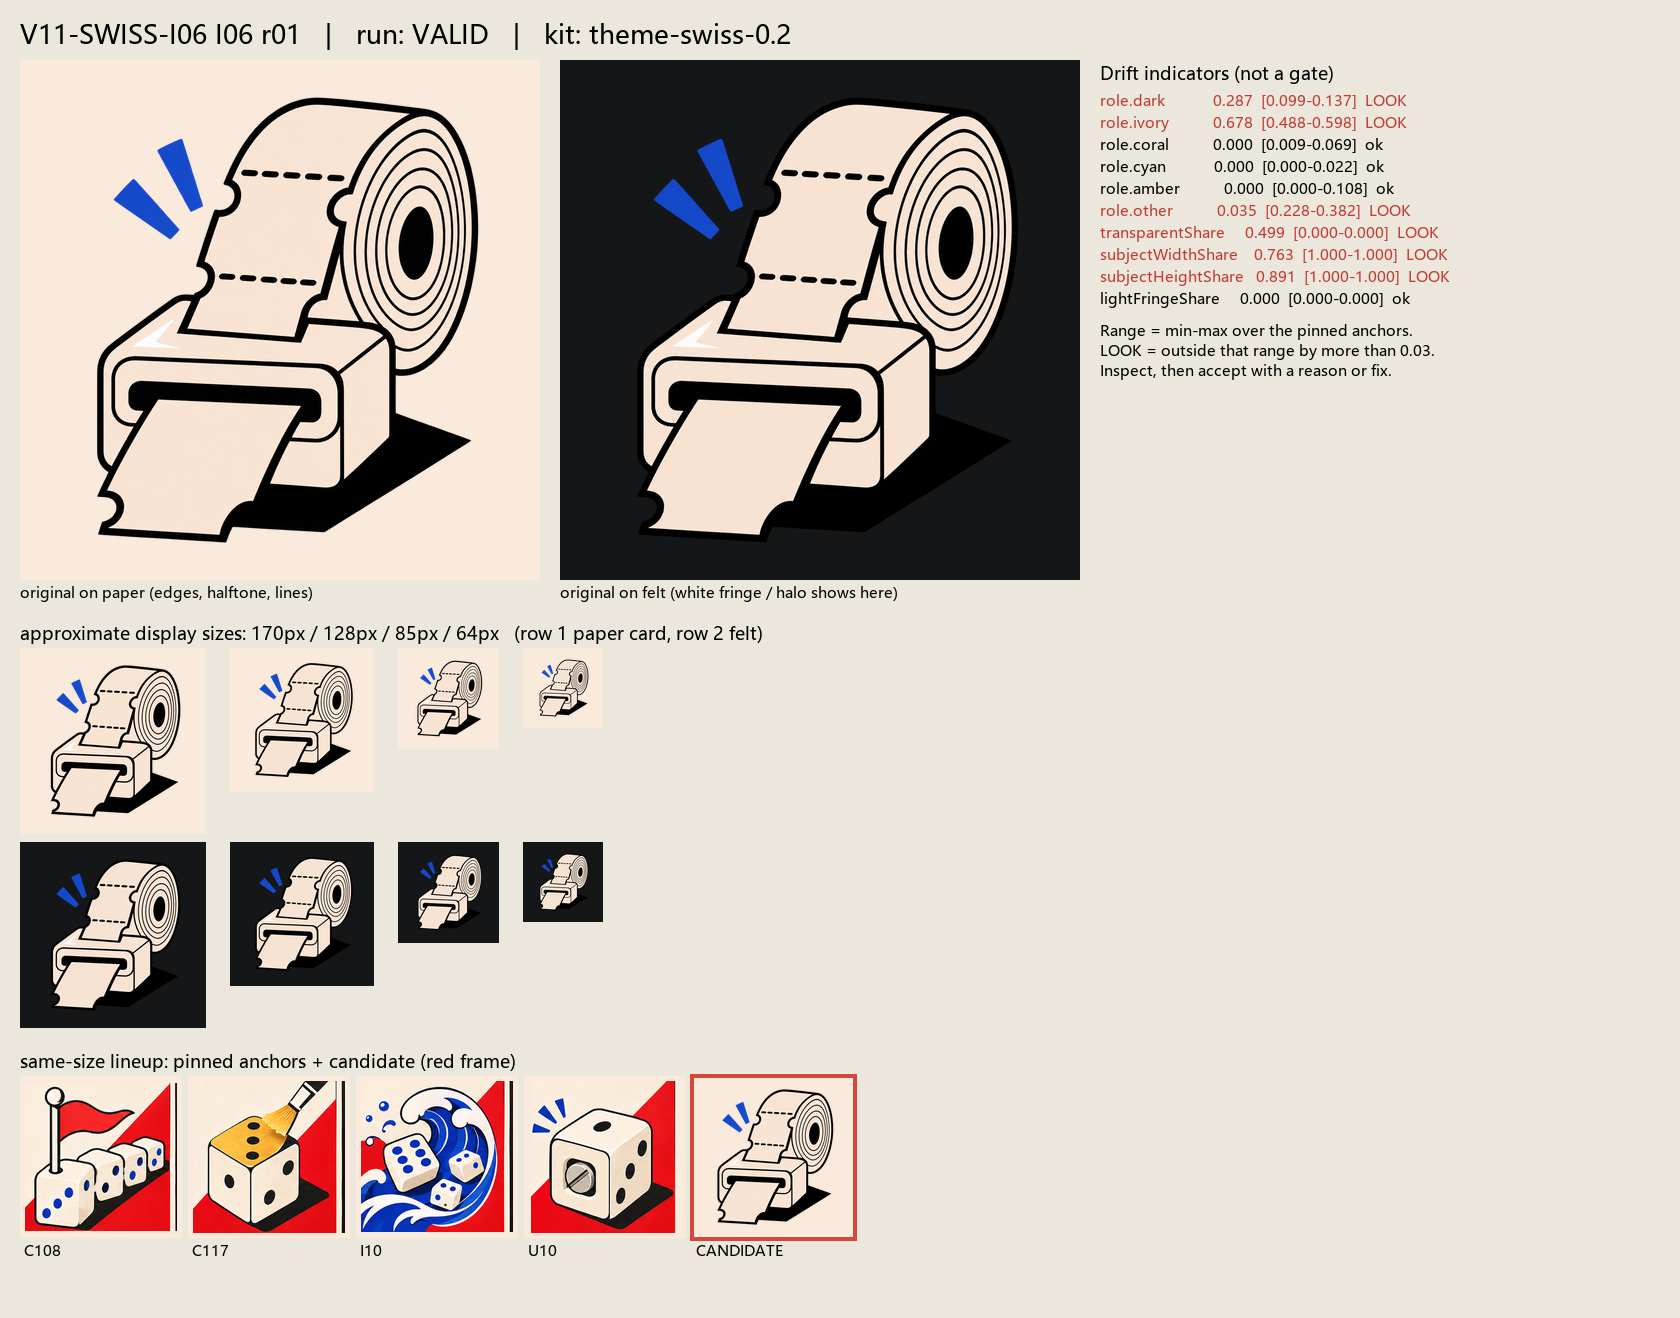 V11-SWISS-I06 I06 r01 | run: VALID | kit: theme-swiss-0.2
Drift indicators (not a gate)
role.dark 0.287 [0.099-0.137] LOOK
role.ivory 0.678 [0.488-0.598] LOOK
role.coral 0.000 [0.009-0.069] ok
role.cyan 0.000 [0.000-0.022] ok
role.amber 0.000 [0.000-0.108] ok
role.other 0.035 [0.228-0.382] LOOK
transparentShare 0.499 [0.000-0.000] LOOK
subjectWidthShare 0.763 [1.000-1.000] LOOK
subjectHeightShare 0.891 [1.000-1.000] LOOK
lightFringeShare 0.000 [0.000-0.000] ok
Range = min-max over the pinned anchors.
LOOK = outside that range by more than 0.03.
Inspect, then accept with a reason or fix.
original on paper (edges, halftone, lines)
original on felt (white fringe / halo shows here)
approximate display sizes: 170px / 128px / 85px / 64px (row 1 paper card, row 2 felt)
same-size lineup: pinned anchors + candidate (red frame)
C108
C117
I10
U10
CANDIDATE